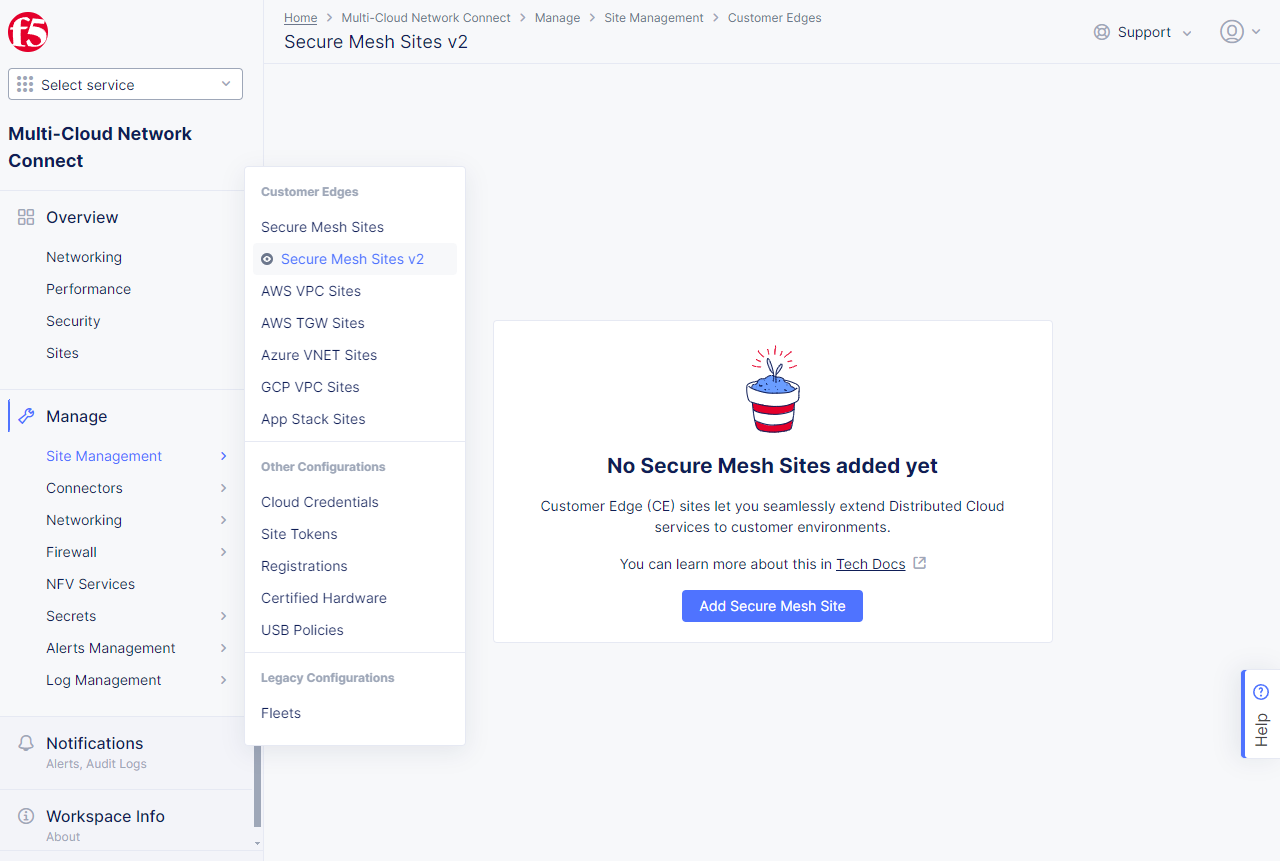 f5
Home > Multi-Cloud Network Connect > Manage > Site Management > Customer Edges
Secure Mesh Sites v2
Support
Select service
Multi-Cloud Network
Connect
Overview
Networking
Performance
Security
Sites
Manage
Site Management
Connectors
Networking
Firewall
NFV Services
Secrets
Alerts Management
Log Management
Notifications
Alerts, Audit Logs
Workspace Info
About
Customer Edges
Secure Mesh Sites
Secure Mesh Sites v2
AWS VPC Sites
AWS TGW Sites
Azure VNET Sites
GCP VPC Sites
App Stack Sites
Other Configurations
Cloud Credentials
Site Tokens
Registrations
Certified Hardware
USB Policies
Legacy Configurations
Fleets
No Secure Mesh Sites added yet
Customer Edge (CE) sites let you seamlessly extend Distributed Cloud
services to customer environments.
You can learn more about this in Tech Docs
Add Secure Mesh Site
Help